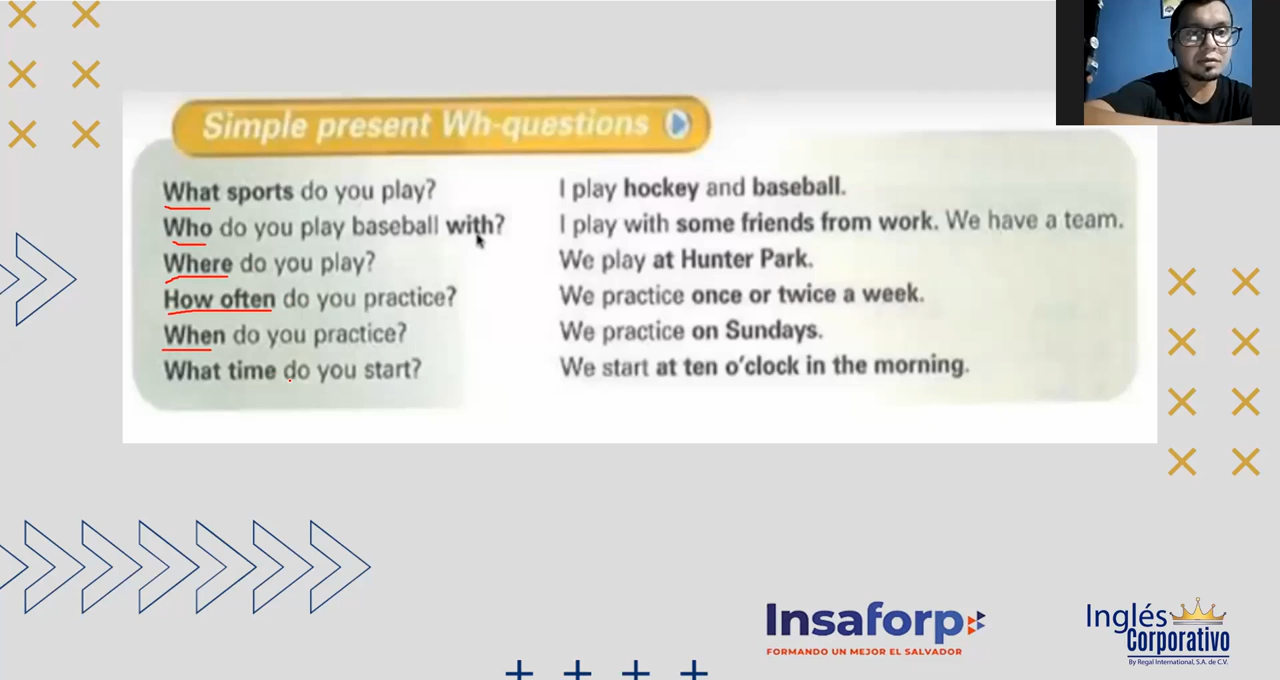 Simple present Wh-questions
What sports do you play? I play hockey and baseball.
Who do you play baseball with? I play with some friends from work. We have a team.
Where do you play? We play at Hunter Park.
How often do you practice? We practice once or twice a week.
When do you practice? We practice on Sundays.
What time do you start? We start at ten o'clock in the morning.
Insaforp
FORMANDO UN MEJOR EL SALVADOR
Inglés
Corporativo
By Regal International, S.A. de C.V.